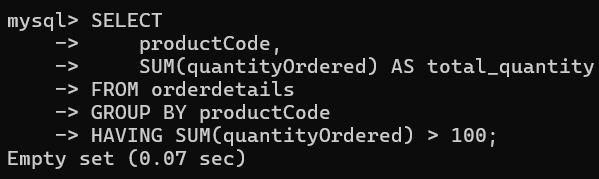 mysql> SELECT
    ->     productCode,
    ->     SUM(quantityOrdered) AS total_quantity
    -> FROM orderdetails
    -> GROUP BY productCode
    -> HAVING SUM(quantityOrdered) > 100;
Empty set (0.07 sec)